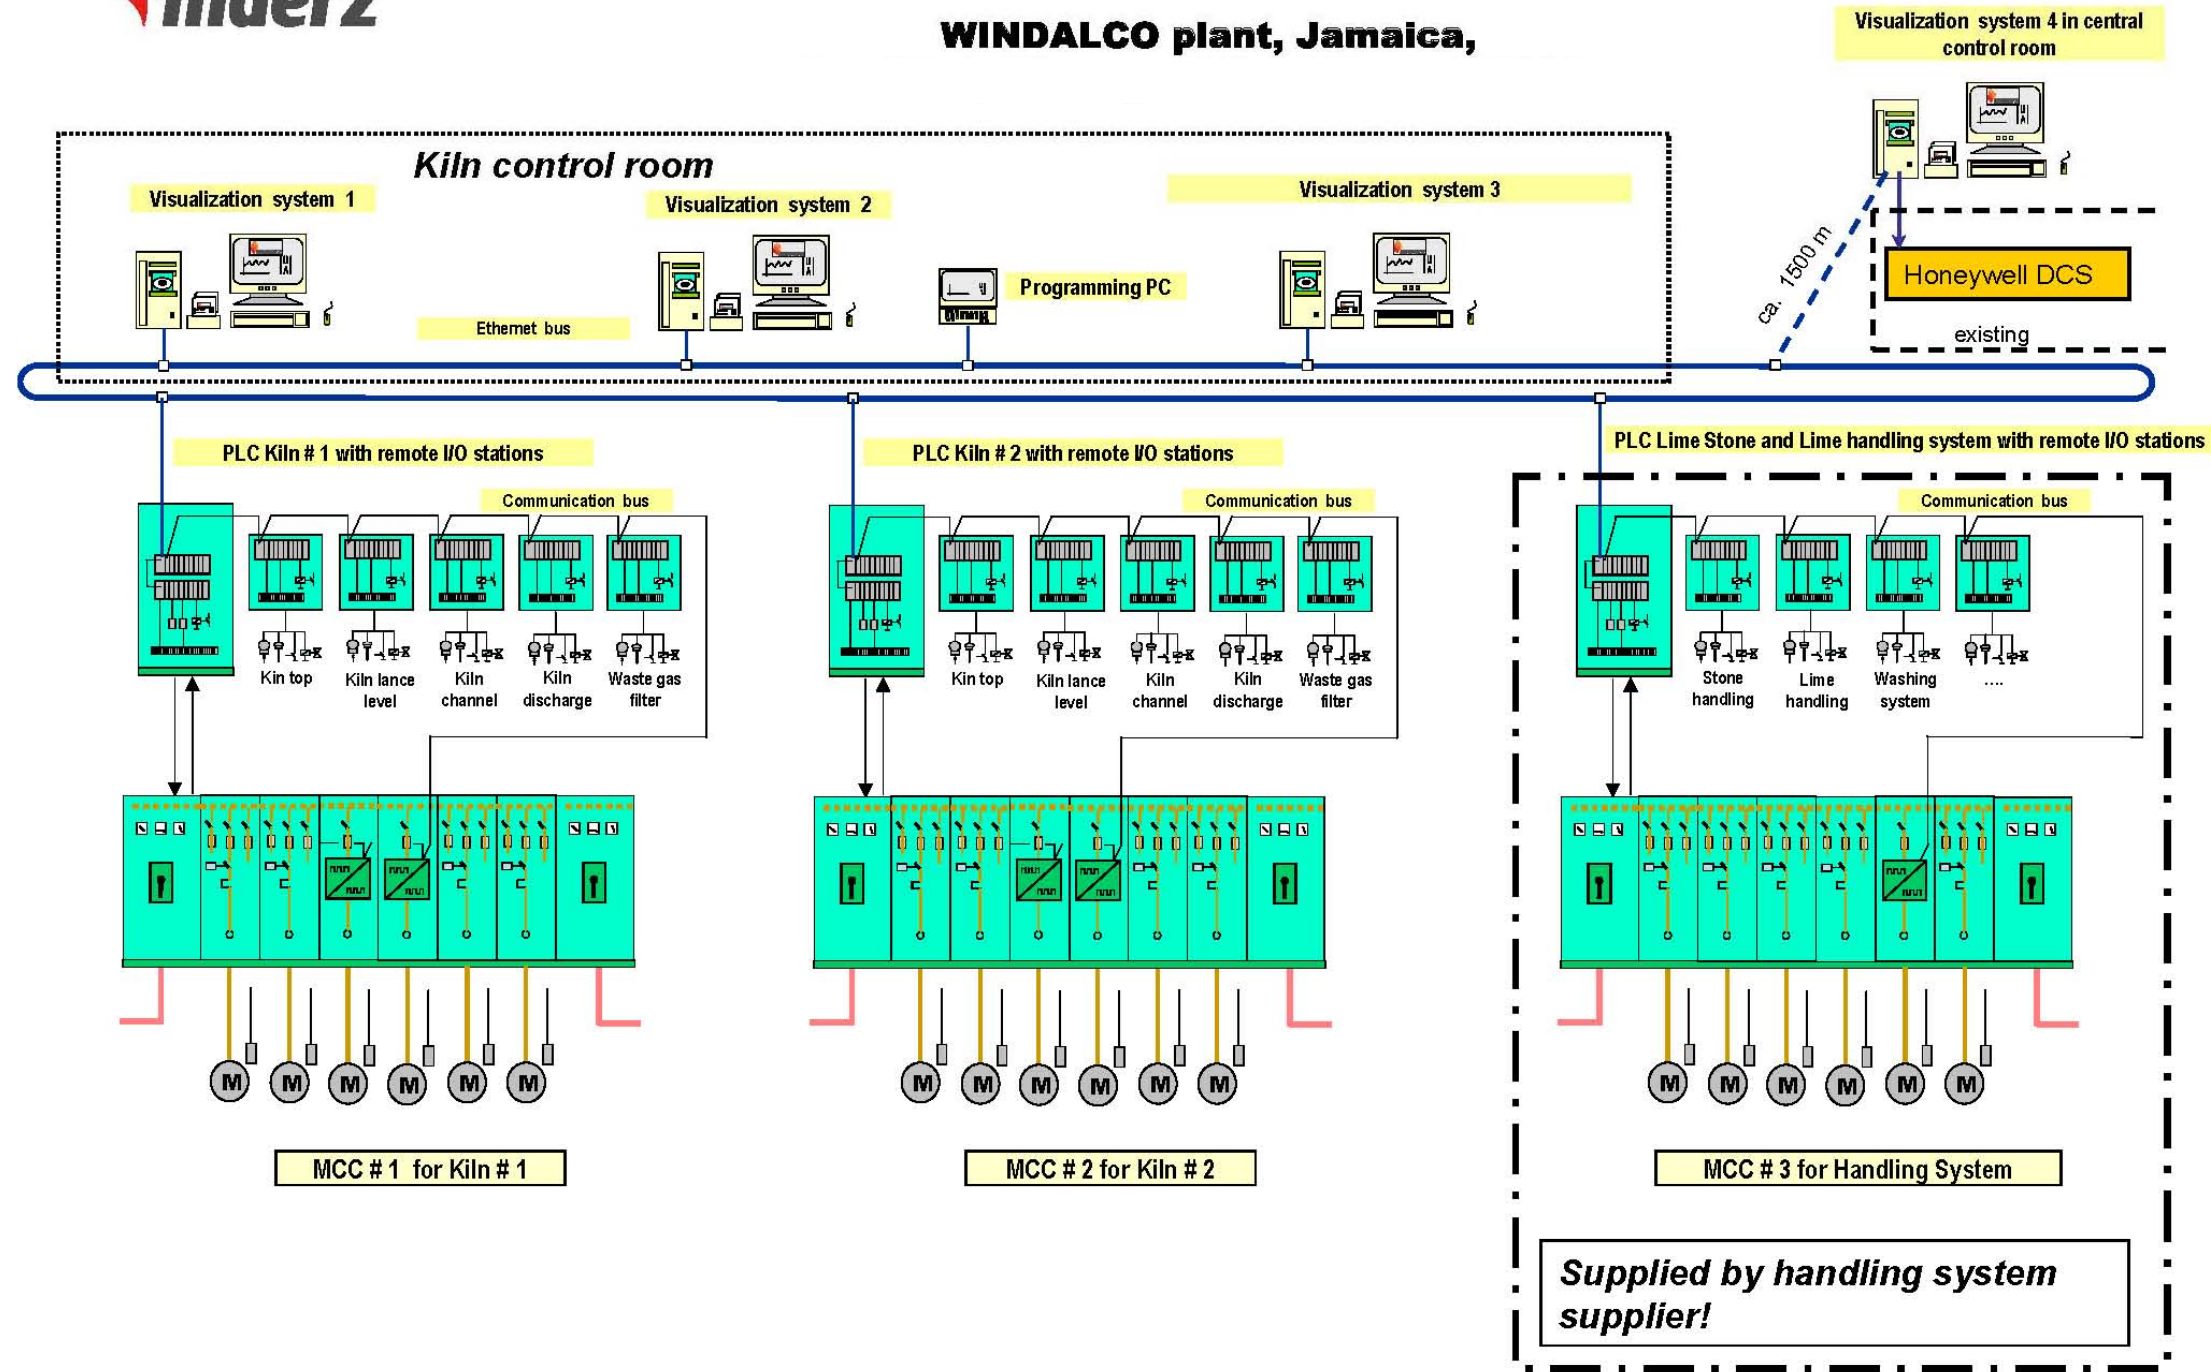 maerz
WINDALCO plant, Jamaica,
Visualization system 4 in central
control room
Kiln control room
Visualization system 1
Visualization system 2
Visualization system 3
Programming PC
Ethernet bus
ca. 1500 m
Honeywell DCS
existing
PLC Kiln # 1 with remote I/O stations
PLC Kiln # 2 with remote I/O stations
PLC Lime Stone and Lime handling system with remote I/O stations
Communication bus
Communication bus
Communication bus
Kin top
Kiln lance
level
Kiln
channel
Kiln
discharge
Waste gas
filter
Kin top
Kiln lance
level
Kiln
channel
Kiln
discharge
Waste gas
filter
Stone
handling
Lime
handling
Washing
system
....
M M M M M M
M M M M M M
M M M M M M
MCC # 1 for Kiln # 1
MCC # 2 for Kiln # 2
MCC # 3 for Handling System
Supplied by handling system
supplier!